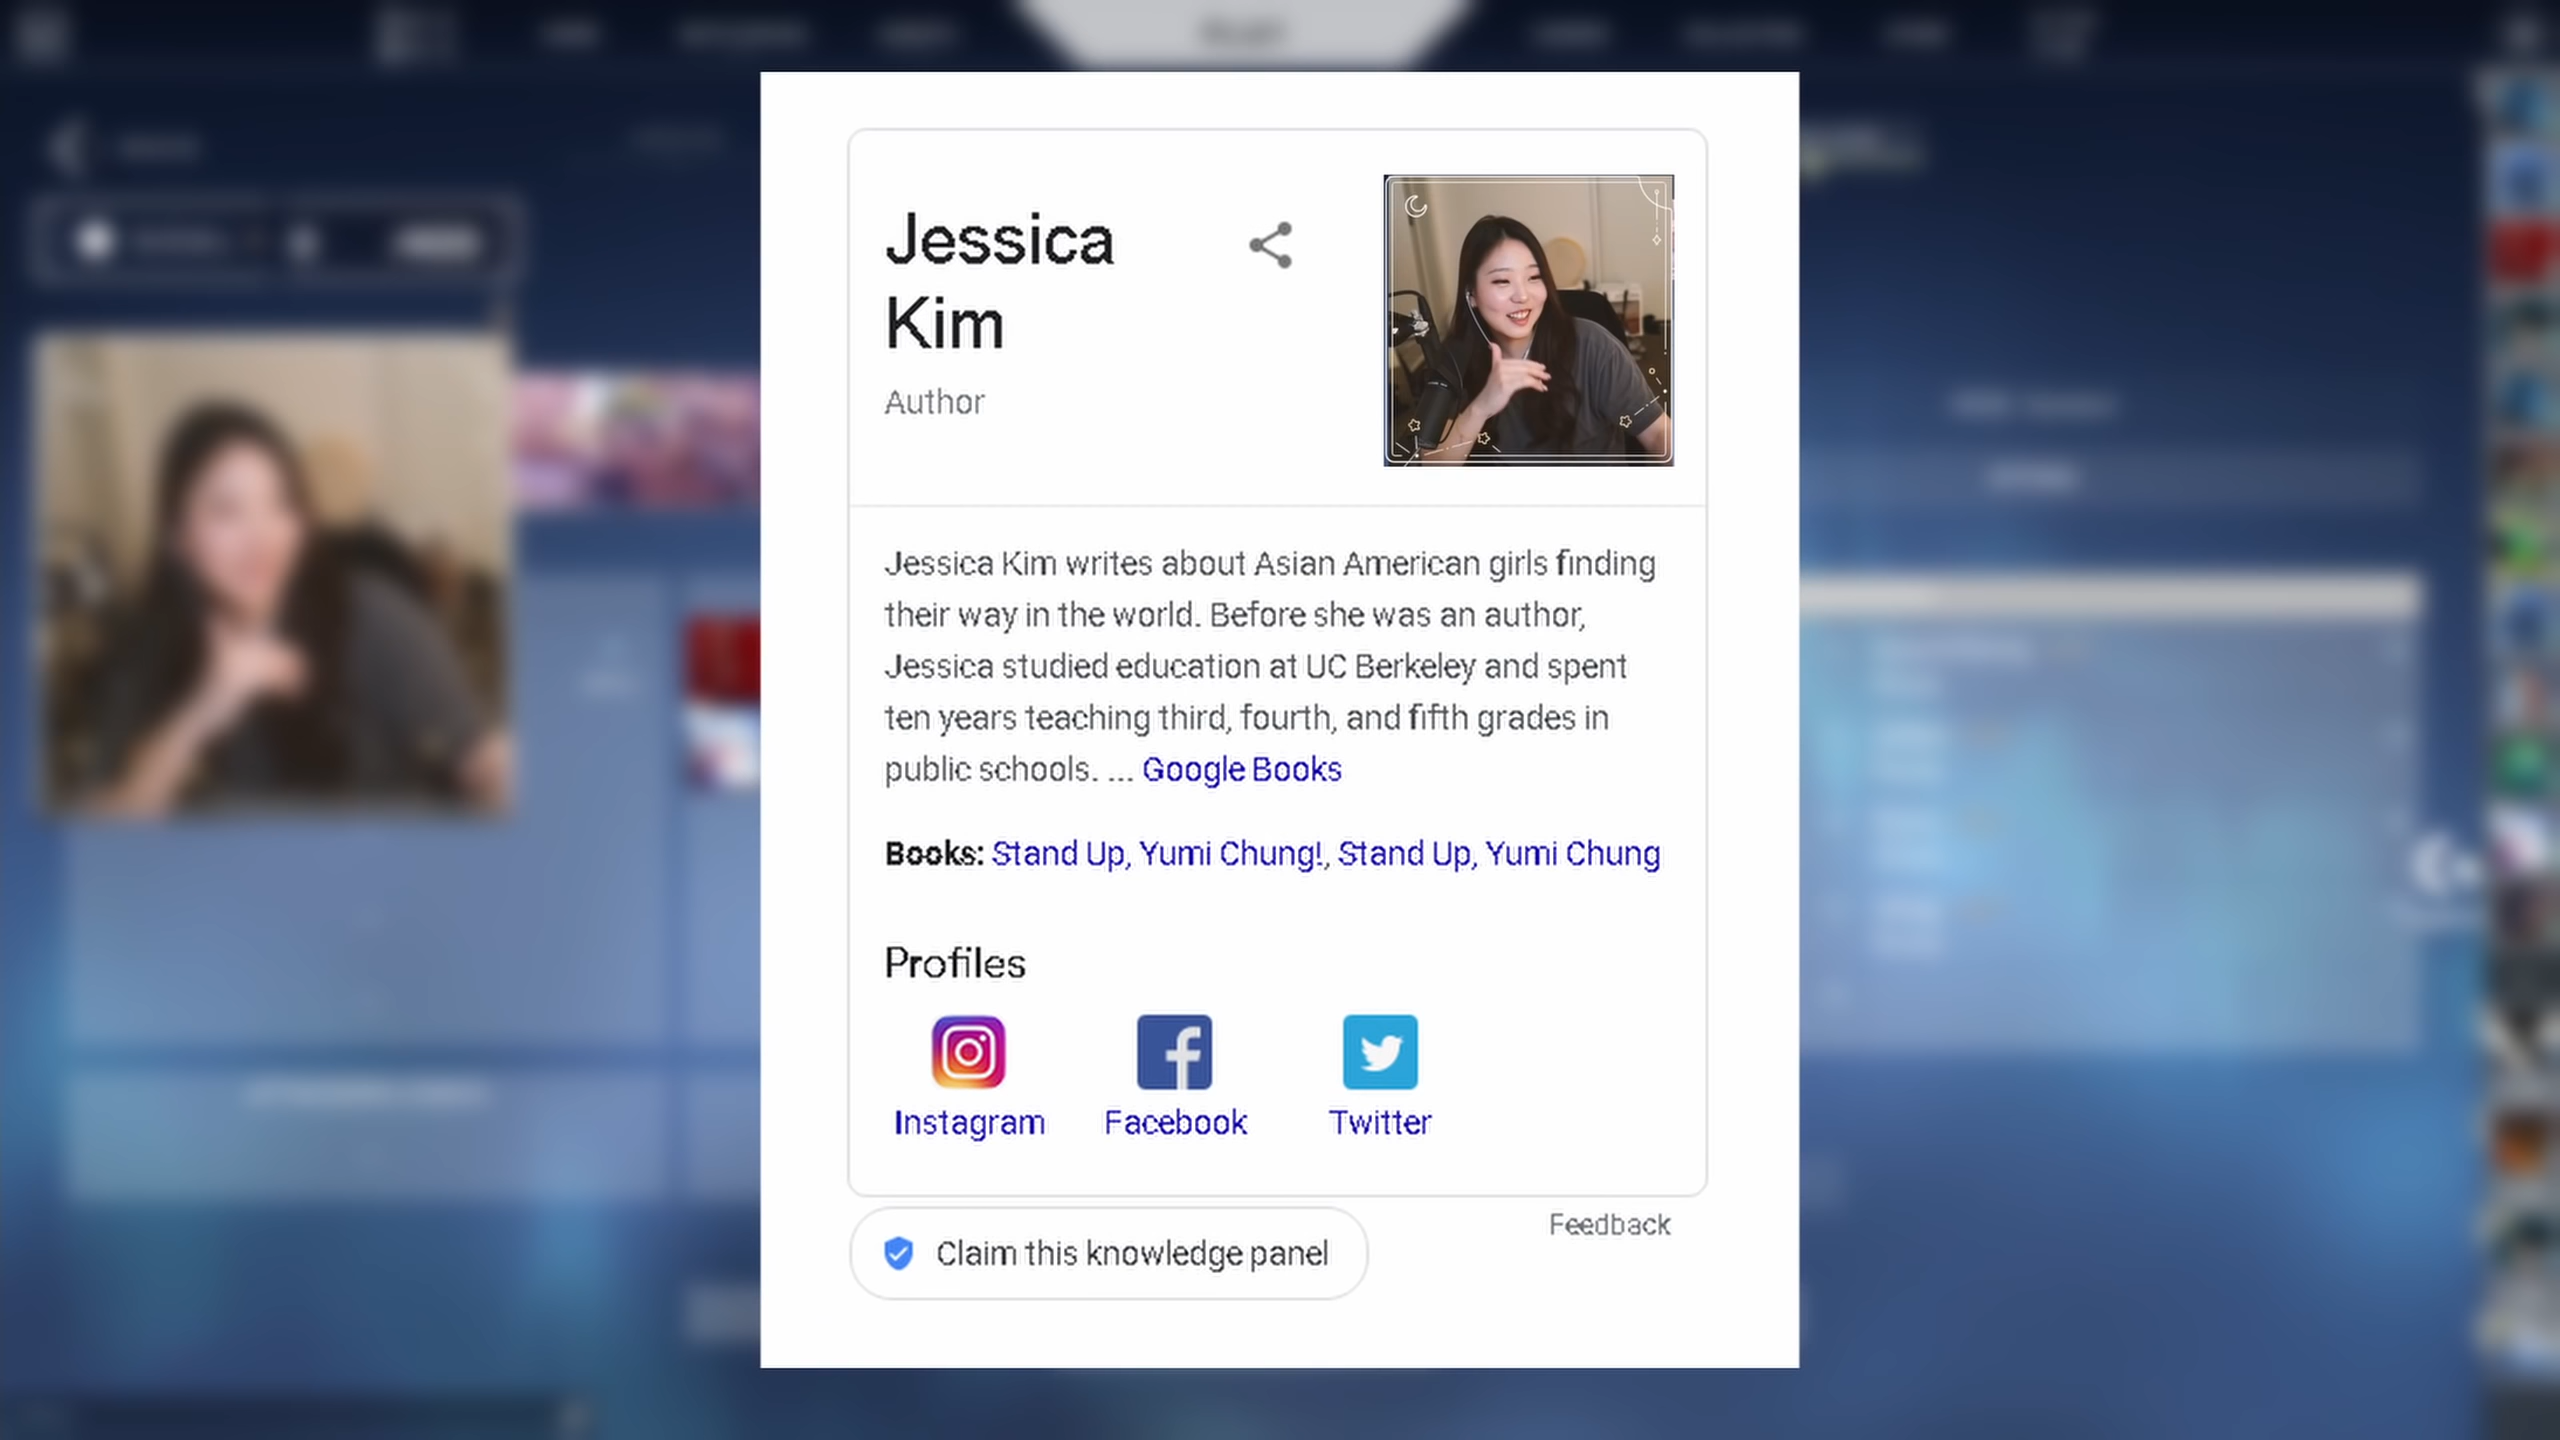 Jessica
Kim
Author
Jessica Kim writes about Asian American girls finding
their way in the world. Before she was an author,
Jessica studied education at UC Berkeley and spent
ten years teaching third, fourth, and fifth grades in
public schools. ... Google Books
Books: Stand Up, Yumi Chung!, Stand Up, Yumi Chung
Profiles
Instagram
Facebook
Twitter
Feedback
Claim this knowledge panel